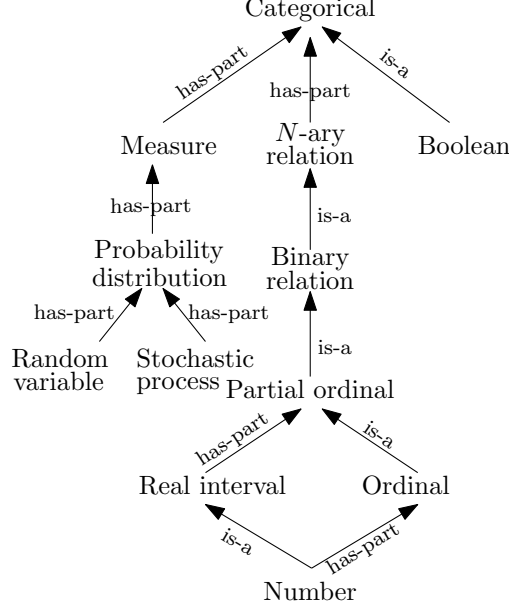 Categorical
has-part
is-a
has-part
Measure
N-ary
relation
Boolean
has-part
is-a
Probability
distribution
Binary
relation
has-part
has-part
is-a
Random
variable
Stochastic
process
Partial ordinal
has-part
is-a
Real interval
Ordinal
is-a
has-part
Number